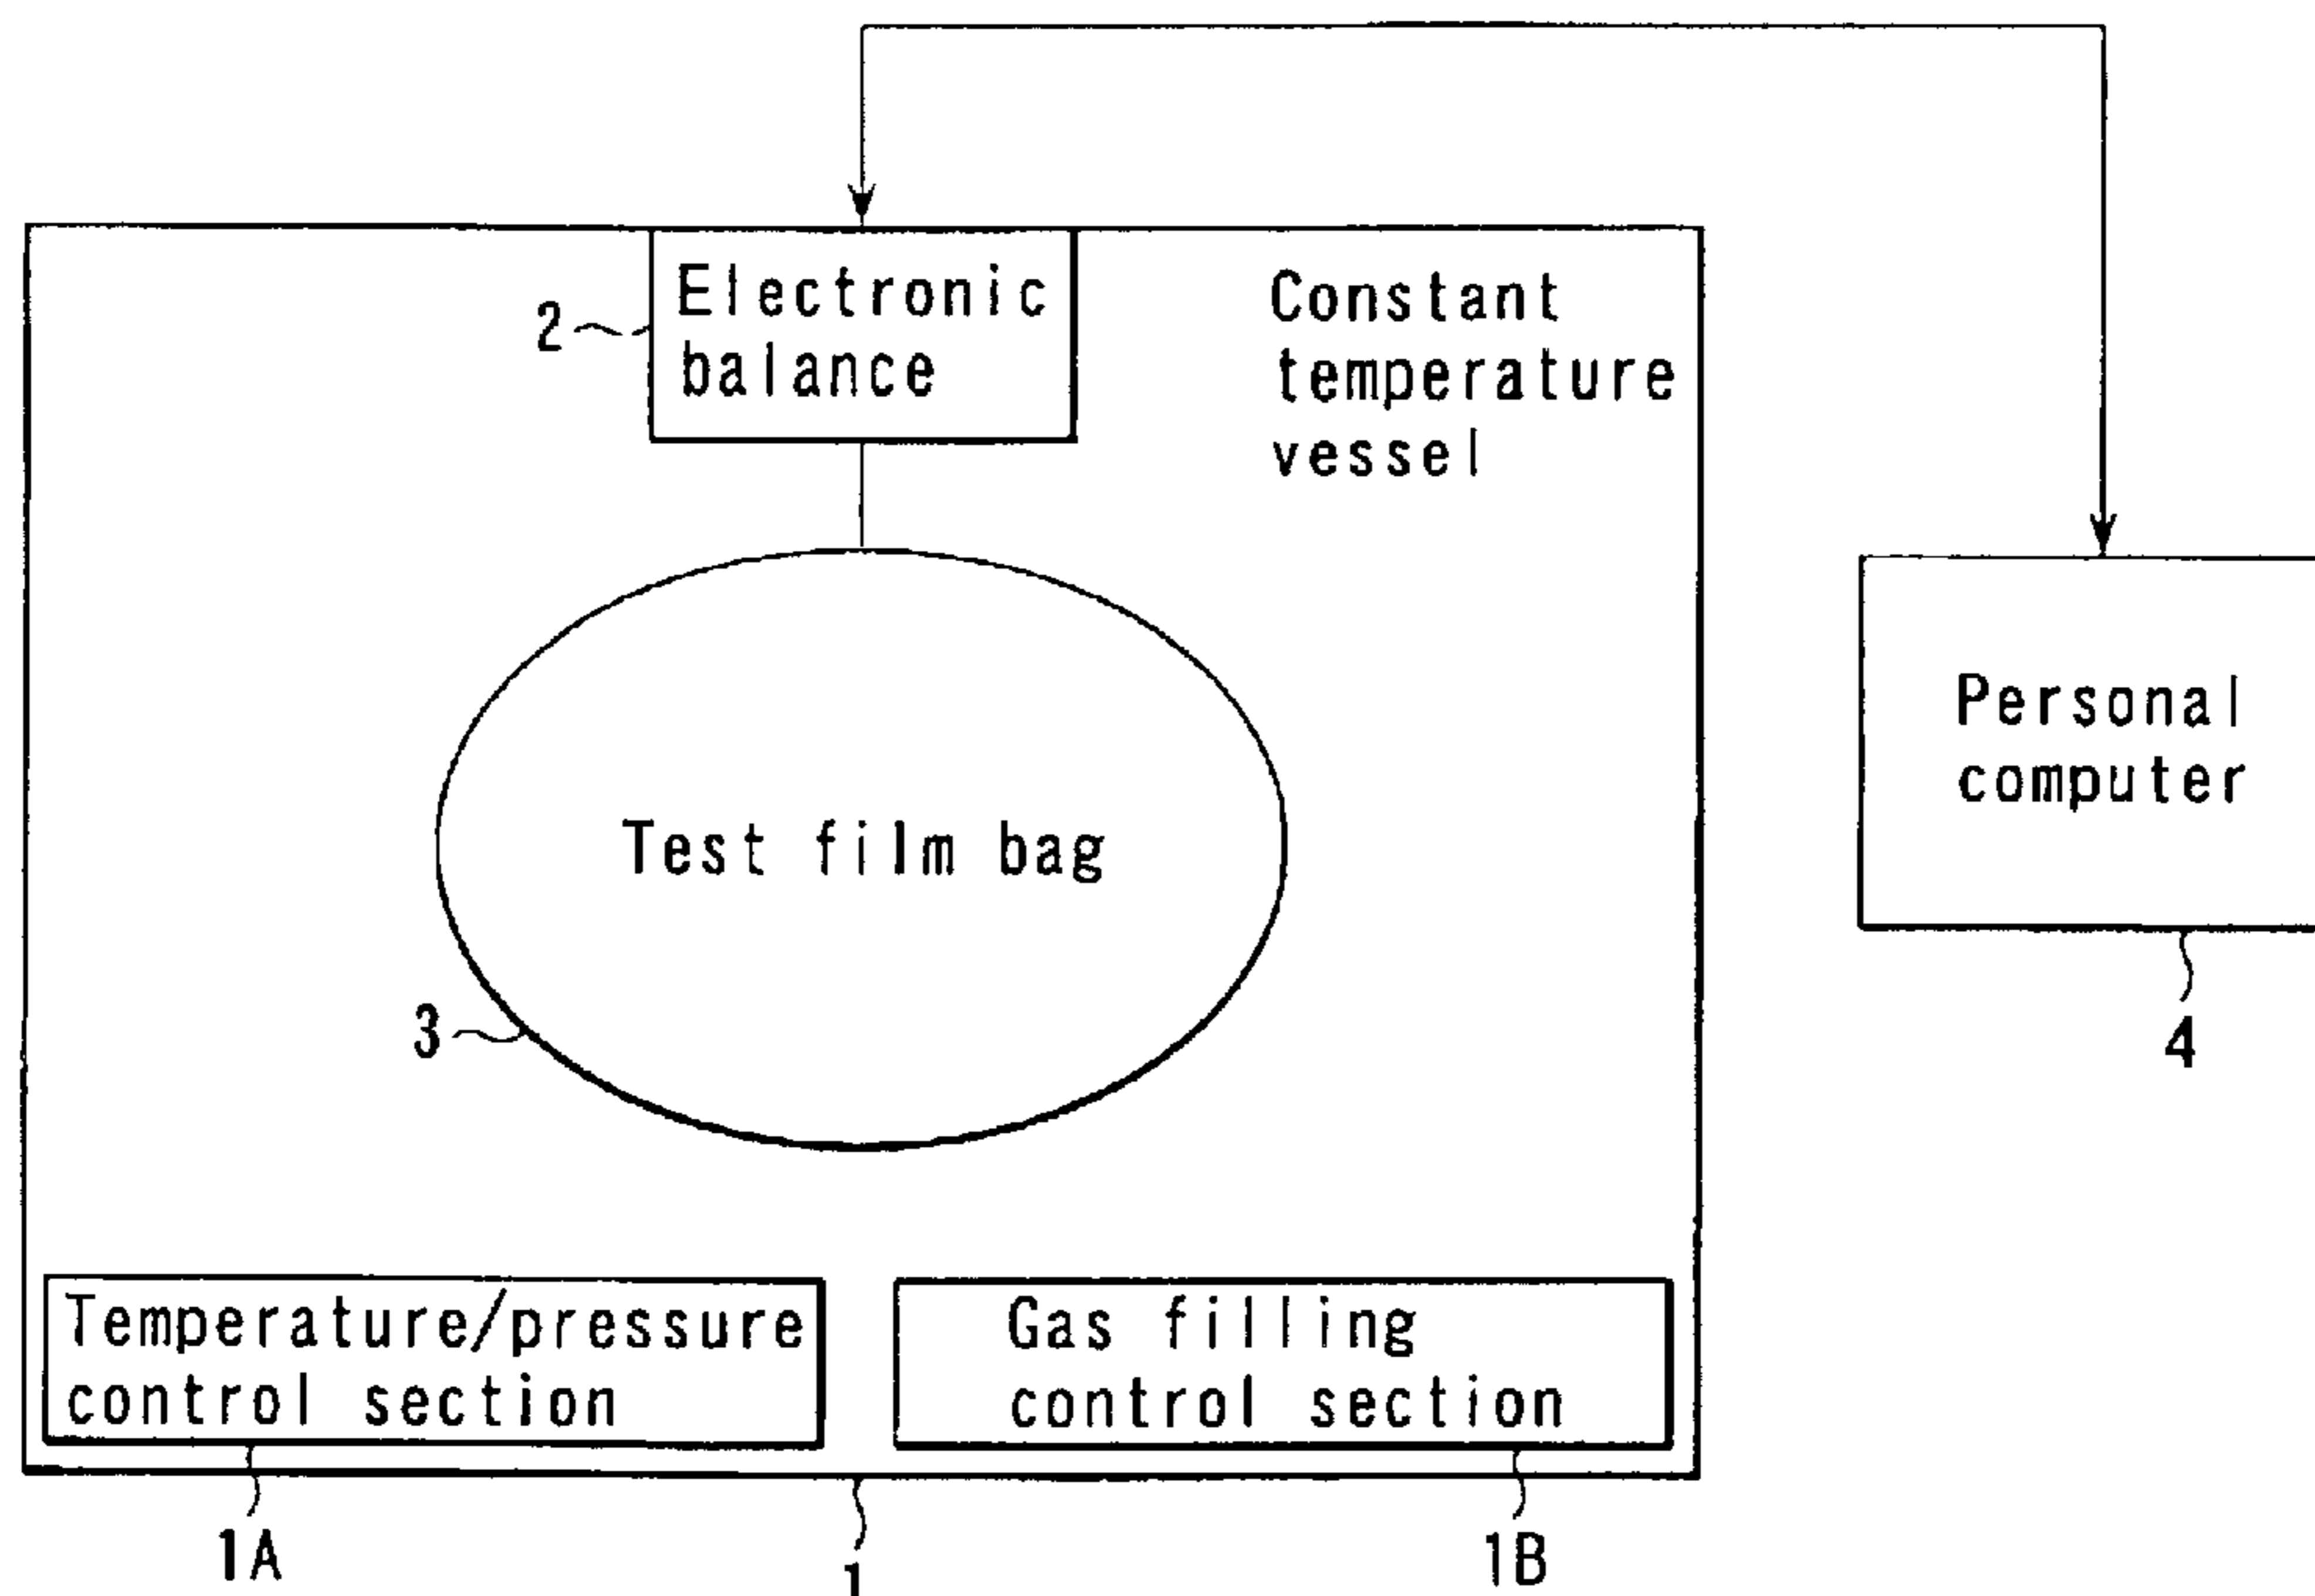 Electronic
balance
2
Constant
temperature
vessel
Personal
computer
4
Test film bag
3
Temperature/pressure
control section
Gas filling
control section
1A
1
1B